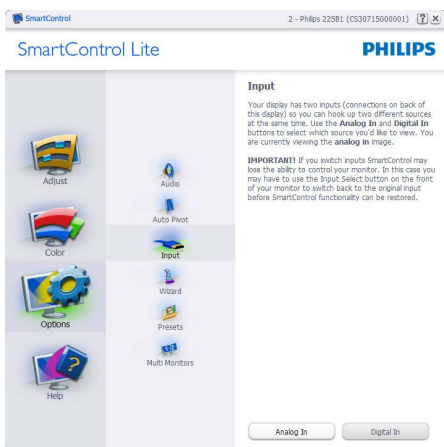 SmartControl
2 - Philips 225B1 (CS30715000001)
SmartControl Lite
PHILIPS
Adjust
Color
Options
Help
Audio
Auto Pivot
Input
Wizard
Presets
Multi Monitors
Input
Your display has two inputs (connections on back of
this display) so you can hook up two different sources
at the same time. Use the Analog In and Digital In
buttons to select which source you'd like to view. You
are currently viewing the analog in image.
IMPORTANT! If you switch inputs SmartControl may
lose the ability to control your monitor. In this case you
may have to use the Input Select button on the front
of your monitor to switch back to the original input
before SmartControl functionality can be restored.
Analog In
Digital In